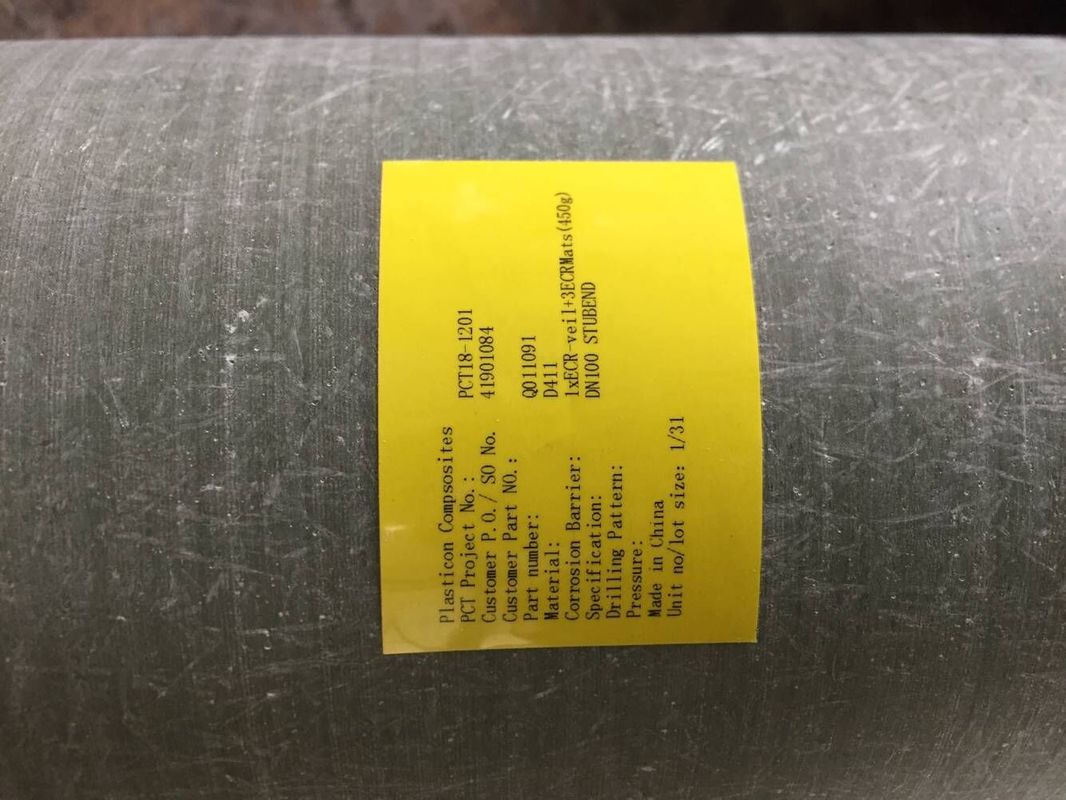 Plasticon Compsosites
PCT Project No.: PCT18-1201
Customer P.O./ SO No. 41901084
Customer Part NO.:
Part number: Q011091
Material: D411
Corrosion Barrier: 1xECR-veil+3ECRMats(450g)
Specification: DN100 STUBEND
Drilling Pattern:
Pressure:
Made in China
Unit no/lot size: 1/31